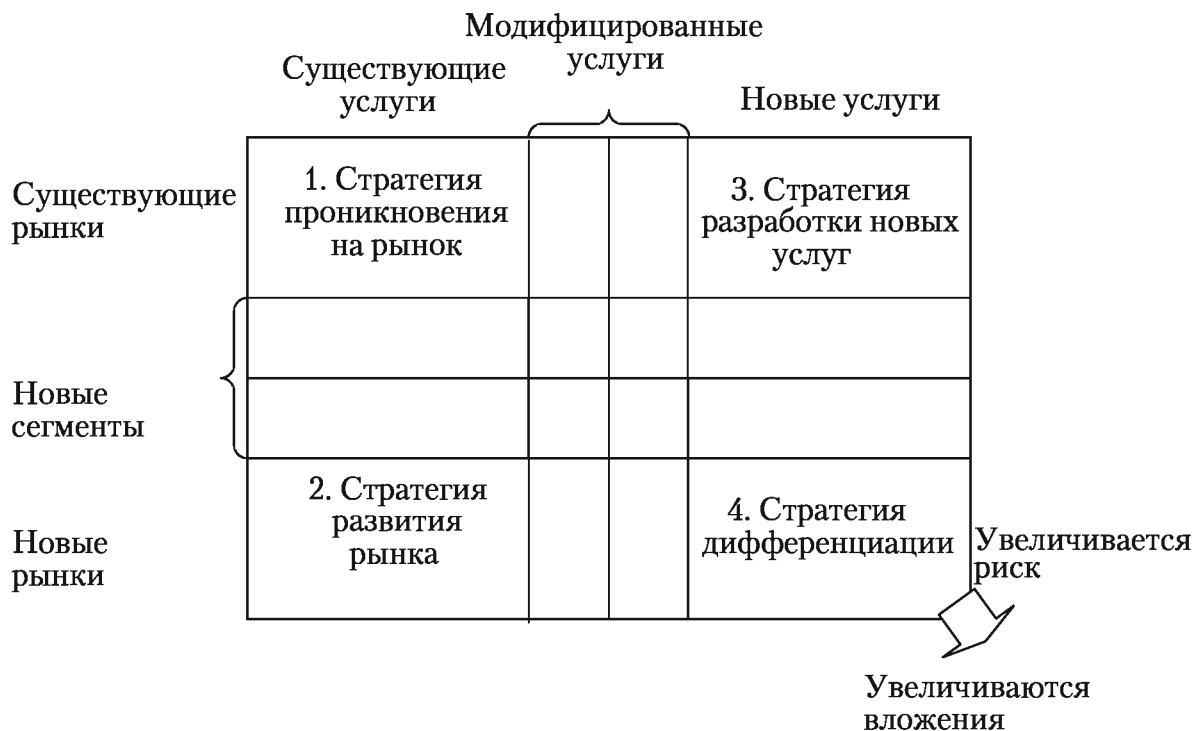 Модифицированные
услуги
Существующие
услуги
Новые услуги
Существующие
рынки
1. Стратегия
проникновения
на рынок
3. Стратегия
разработки новых
услуг
Новые
сегменты
Новые
рынки
2. Стратегия
развития
рынка
4. Стратегия
дифференциации
Увеличивается
риск
Увеличиваются
вложения